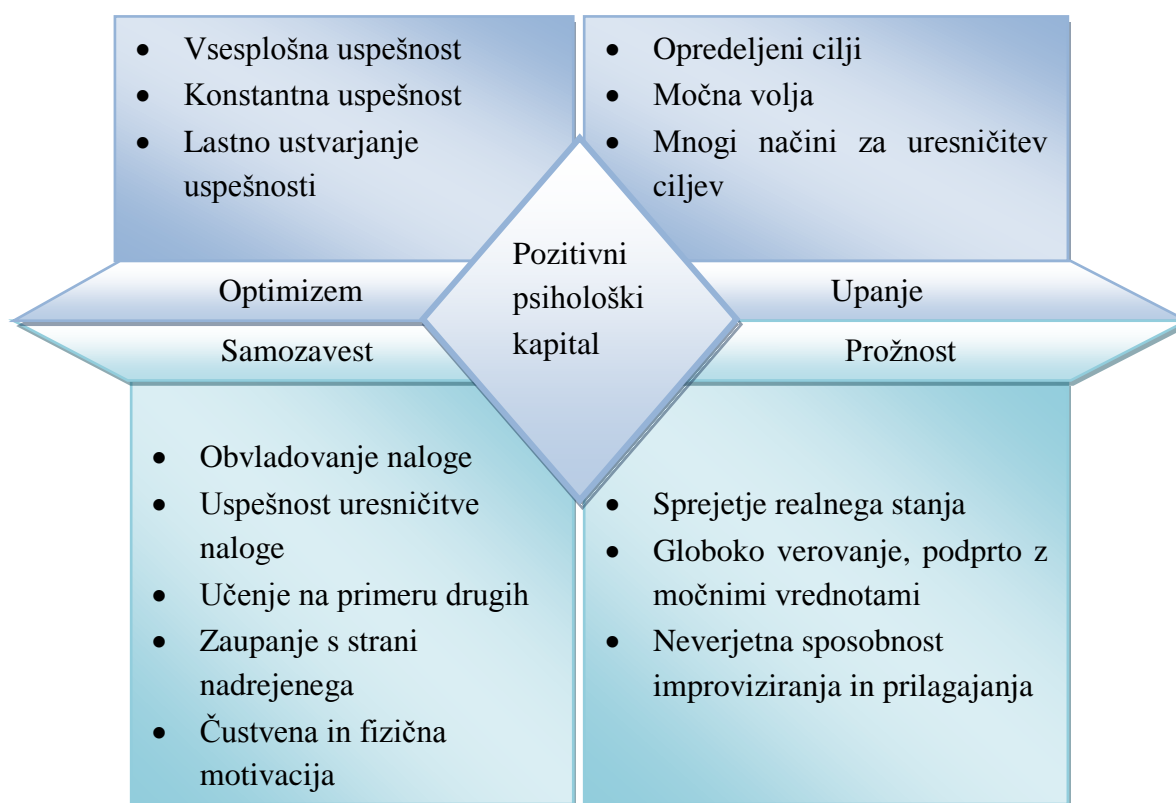 • Vsesplošna uspešnost
• Konstantna uspešnost
• Lastno ustvarjanje
uspešnosti
• Opredeljeni cilji
• Močna volja
• Mnogi načini za uresničitev
ciljev
Pozitivni
psihološki
kapital
Optimizem
Upanje
Samozavest
Prožnost
• Obvladovanje naloge
• Uspešnost uresničitve
naloge
• Učenje na primeru drugih
• Zaupanje s strani
nadrejenega
• Čustvena in fizična
motivacija
• Sprejetje realnega stanja
• Globoko verovanje, podprto z
močnimi vrednotami
• Neverjetna sposobnost
improviziranja in prilagajanja